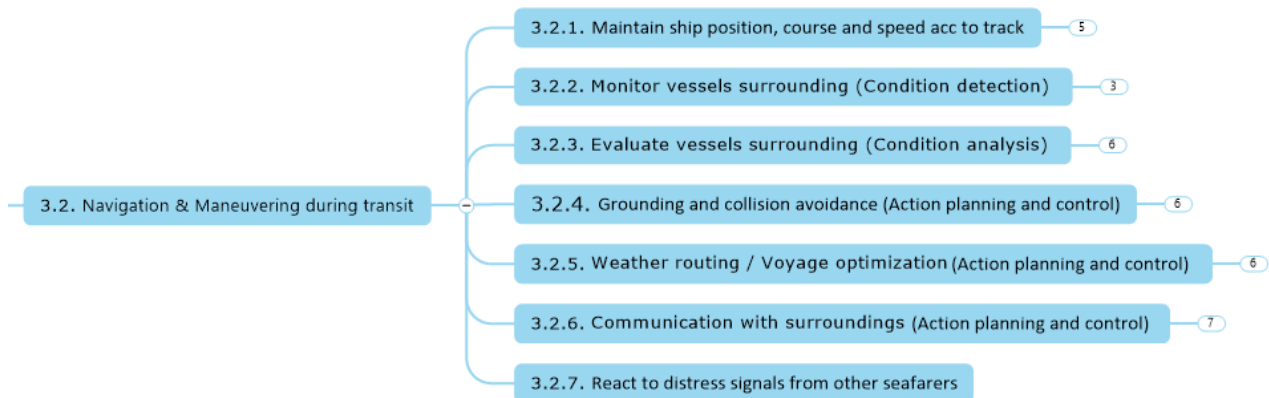 3.2.1. Maintain ship position, course and speed acc to track
5
3.2.2. Monitor vessels surrounding (Condition detection)
3
3.2.3. Evaluate vessels surrounding (Condition analysis)
6
3.2. Navigation & Maneuvering during transit
3.2.4. Grounding and collision avoidance (Action planning and control)
6
3.2.5. Weather routing / Voyage optimization (Action planning and control)
6
3.2.6. Communication with surroundings (Action planning and control)
7
3.2.7. React to distress signals from other seafarers